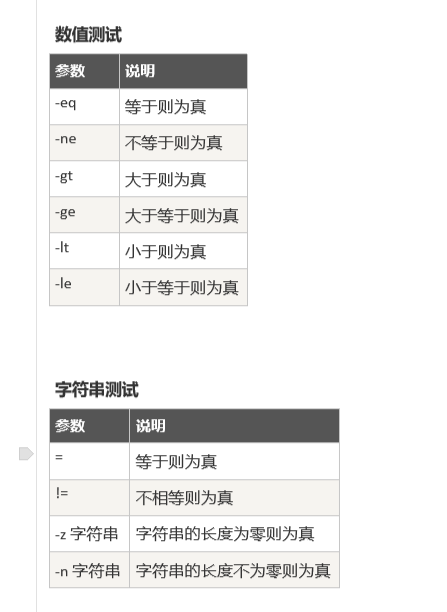 数值测试
参数 说明
-eq 等于则为真
-ne 不等于则为真
-gt 大于则为真
-ge 大于等于则为真
-lt 小于则为真
-le 小于等于则为真
字符串测试
参数 说明
= 等于则为真
!= 不相等则为真
-z 字符串 字符串的长度为零则为真
-n 字符串 字符串的长度不为零则为真